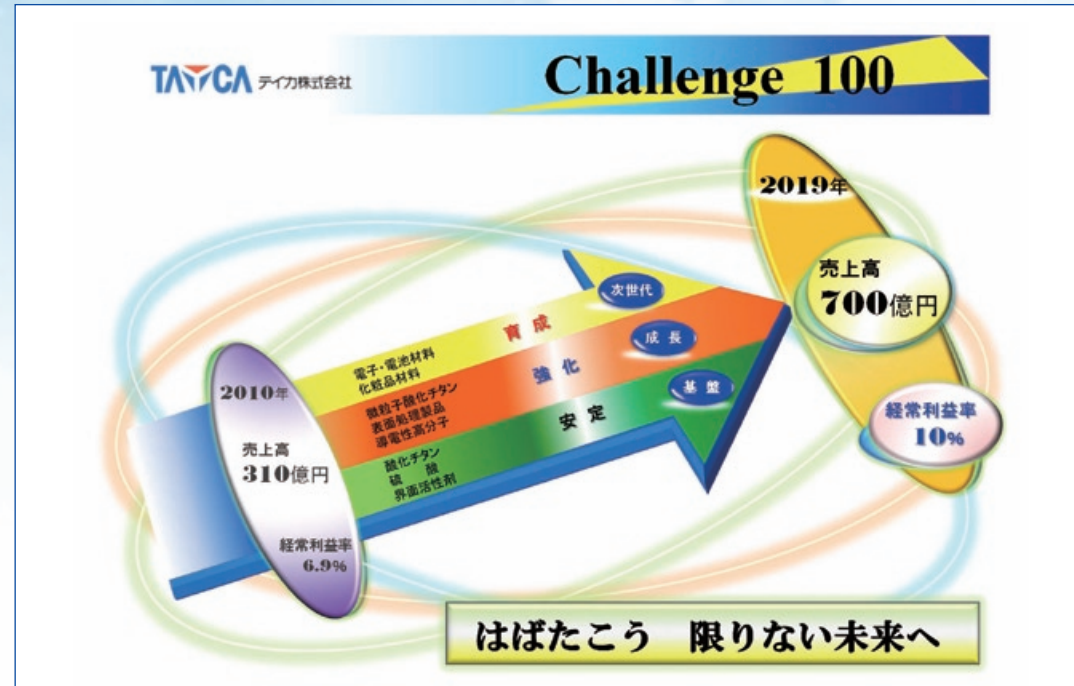 TAYCA テイカ株式会社
Challenge 100
2019年
売上高
700億円
経常利益率
10%
次世代
成長
基盤
育成
強化
安定
電子・電池材料
化粧品材料
微粒子酸化チタン
表面処理製品
導電性高分子
酸化チタン
硫酸
界面活性剤
2010年
売上高
310億円
経常利益率
6.9%
はばたこう 限りない未来へ